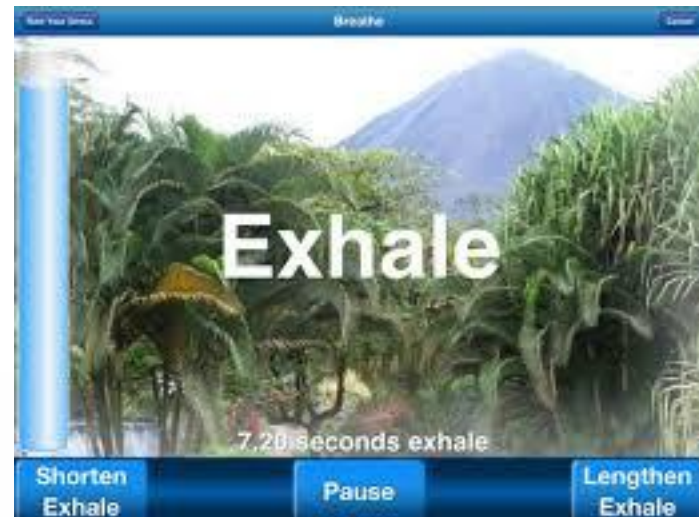 Breathe
Exhale
7.20 seconds exhale
Shorten
Exhale
Pause
Lengthen
Exhale